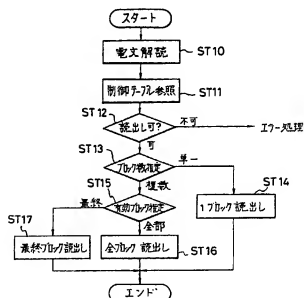 スタート
電文解読
ST10
制御テーブル参照
ST11
ST12
読出し可?
不可
エラー処理
可
ST13
ブロック数指定
単一
ST15
複数
ST14
最終
有効ブロック指定
1ブロック読出し
ST17
全部
最終ブロック読出し
全ブロック読出し
ST16
エンド